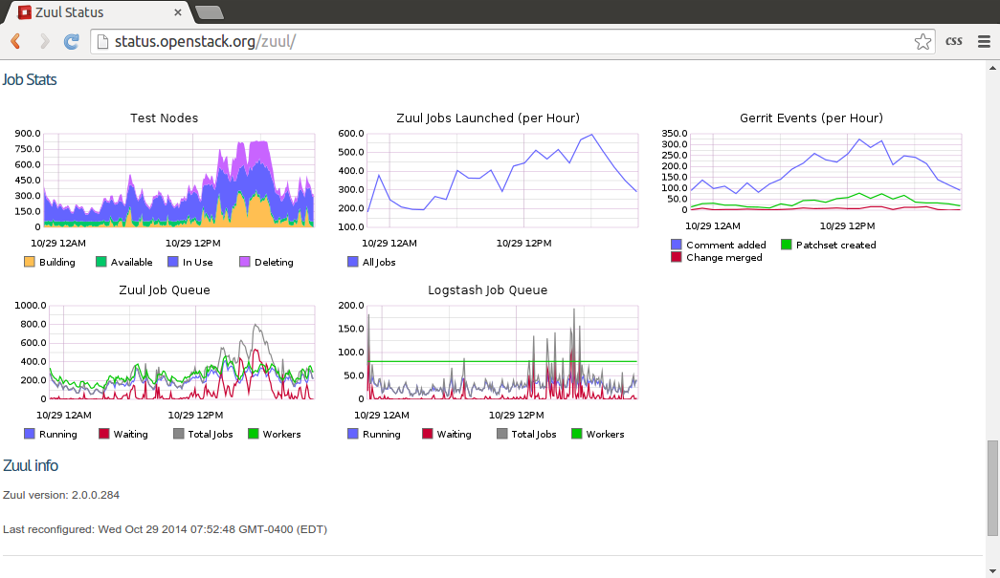 Zuul Status
status.openstack.org/zuul/
css
Job Stats
Test Nodes
900.0
750.0
600.0
450.0
300.0
150.0
0
10/29 12AM 10/29 12PM
Building Available In Use Deleting
Zuul Jobs Launched (per Hour)
600.0
500.0
400.0
300.0
200.0
100.0
10/29 12AM 10/29 12PM
All Jobs
Gerrit Events (per Hour)
350.0
300.0
250.0
200.0
150.0
100.0
50.0
0
10/29 12AM 10/29 12PM
Comment added Patchset created
Change merged
Zuul Job Queue
1000.0
800.0
600.0
400.0
200.0
0
10/29 12AM 10/29 12PM
Running Waiting Total Jobs Workers
Logstash Job Queue
200.0
150.0
100.0
50.0
0
10/29 12AM 10/29 12PM
Running Waiting Total Jobs Workers
Zuul info
Zuul version: 2.0.0.284
Last reconfigured: Wed Oct 29 2014 07:52:48 GMT-0400 (EDT)